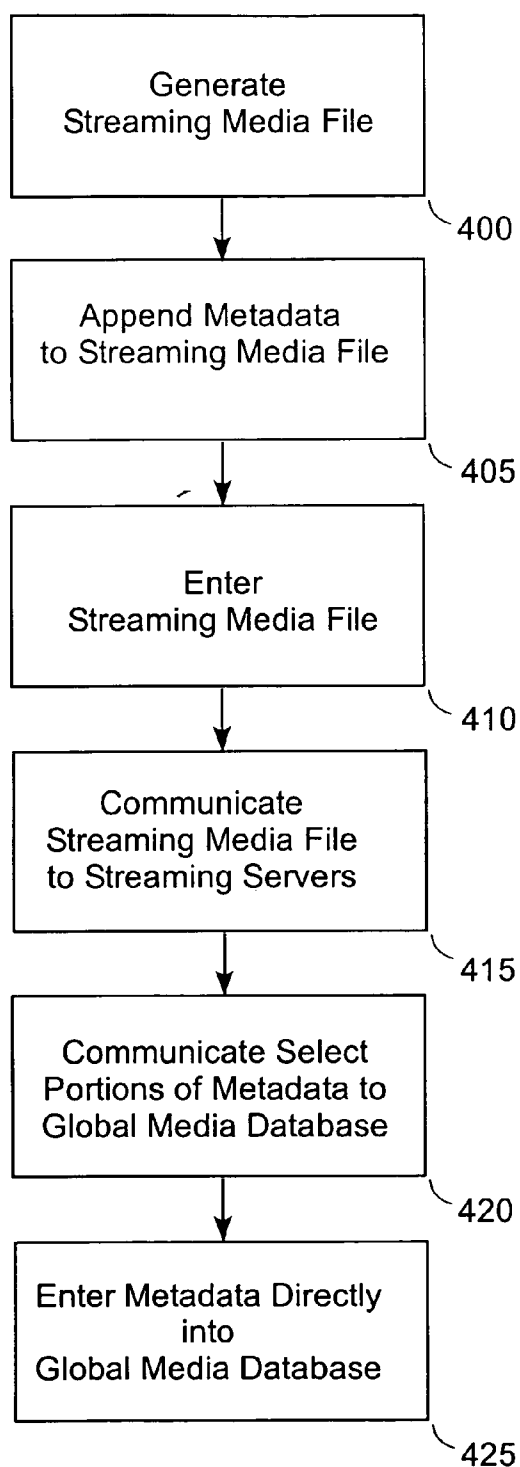 Generate
Streaming Media File
400
Append Metadata
to Streaming Media File
405
Enter
Streaming Media File
410
Communicate
Streaming Media File
to Streaming Servers
415
Communicate Select
Portions of Metadata to
Global Media Database
420
Enter Metadata Directly
into
Global Media Database
425